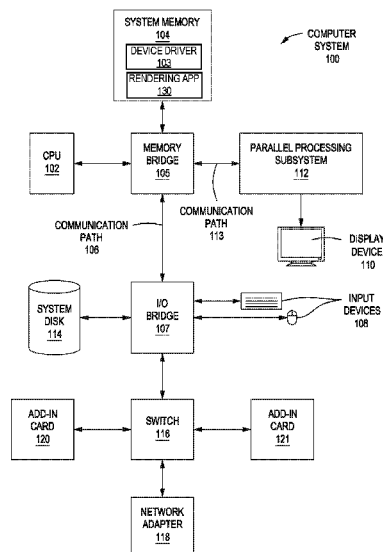 SYSTEM MEMORY
104
DEVICE DRIVER
103
RENDERING APP
130
COMPUTER
SYSTEM
100
CPU
102
MEMORY
BRIDGE
105
PARALLEL PROCESSING
SUBSYSTEM
112
COMMUNICATION
PATH
106
COMMUNICATION
PATH
113
DISPLAY
DEVICE
110
SYSTEM
DISK
114
I/O
BRIDGE
107
INPUT
DEVICES
108
ADD-IN
CARD
120
SWITCH
116
ADD-IN
CARD
121
NETWORK
ADAPTER
118